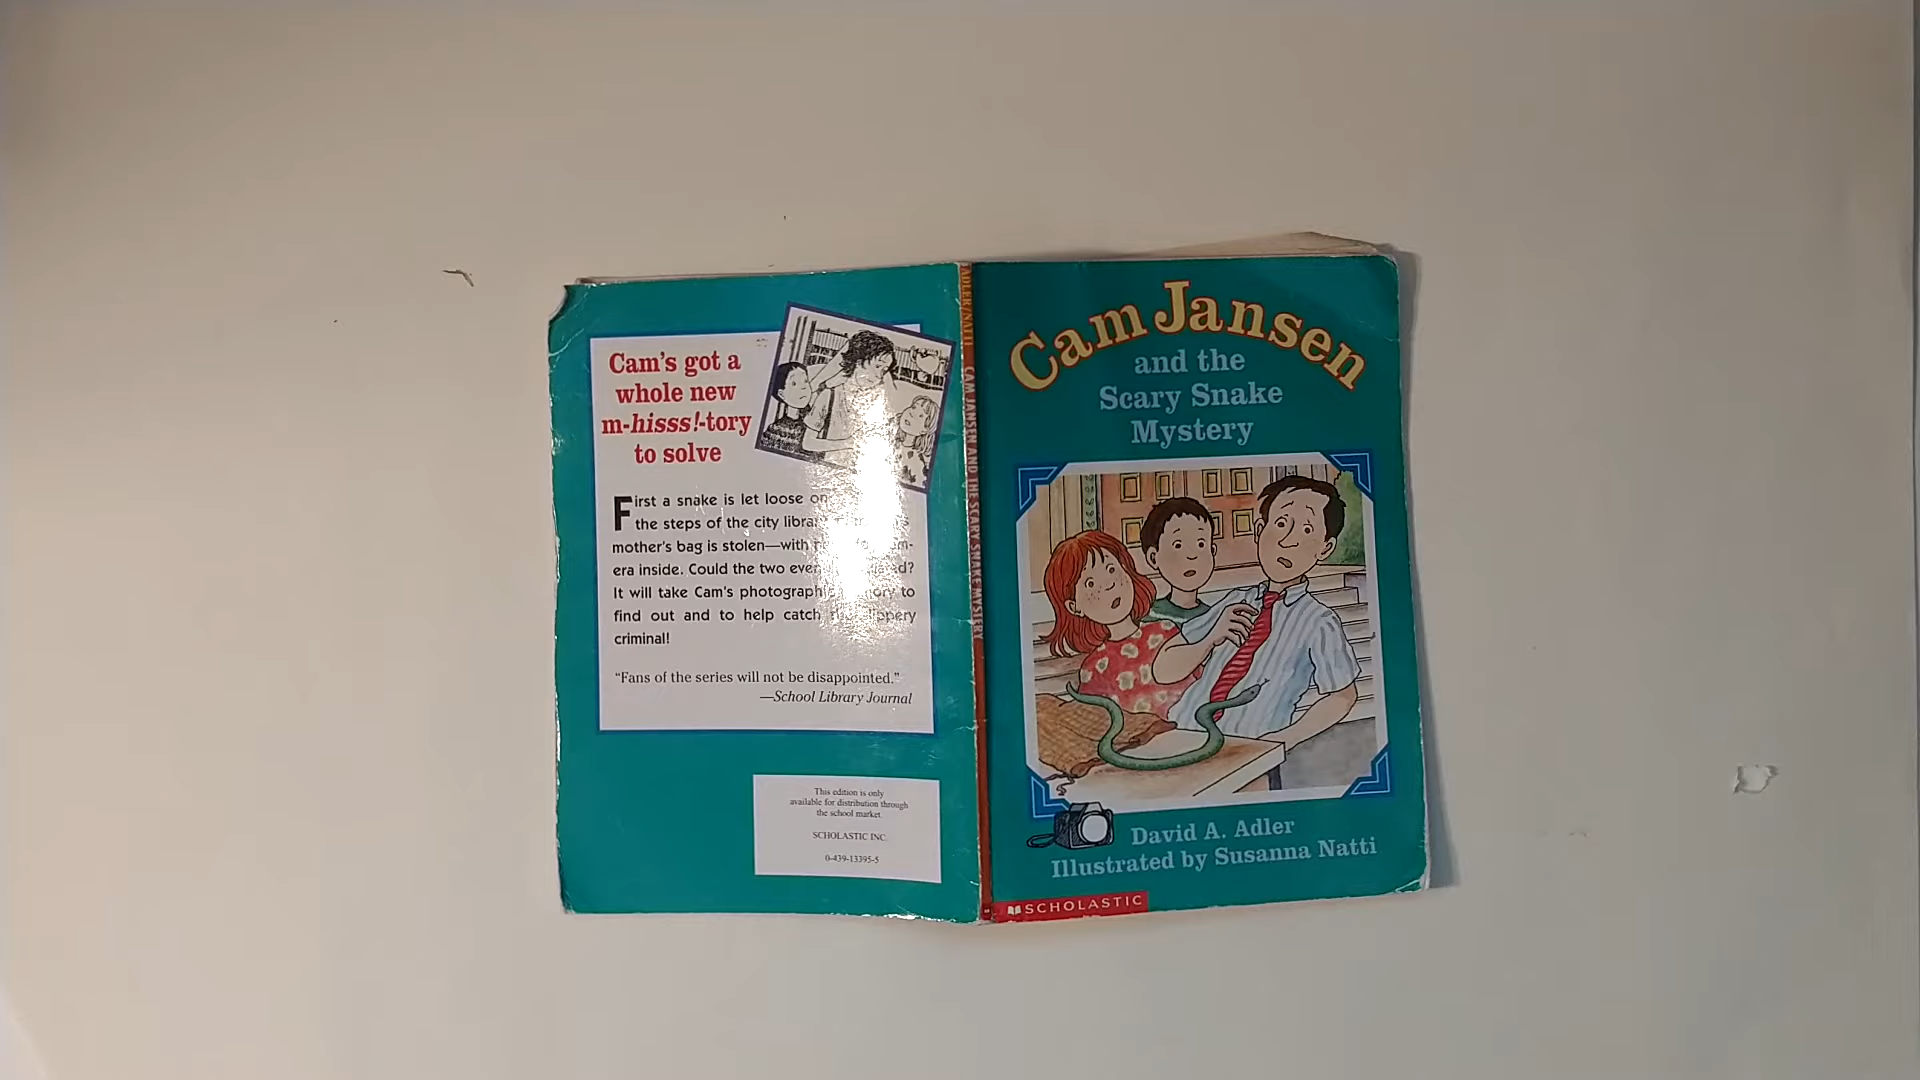 Cam's got a
whole new
m-hisss!-tory
to solve
First a snake is let loose on
the steps of the city
mother's bag is stolen—with
era inside. Could the two
It will take Cam's to
find out and to help catch
criminal!
“Fans of the series will not be disappointed.”
—School Library Journal
This edition is only
available for distribution through
the school market.
SCHOLASTIC INC.
0-439-13395-5
ADLER/NATTI CAM JANSEN AND THE SCARY SNAKE MYSTERY
Cam Jansen
and the
Scary Snake
Mystery
David A. Adler
Illustrated by Susanna Natti
SCHOLASTIC